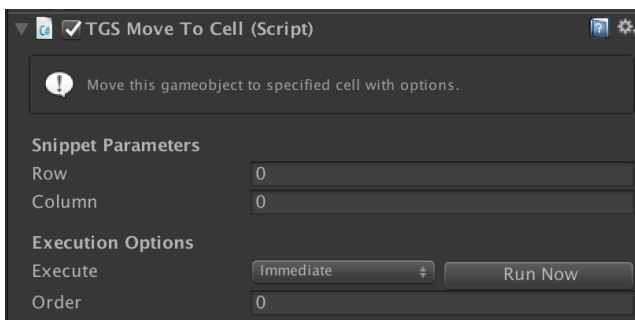 TGS Move To Cell (Script)
Move this gameobject to specified cell with options.
Snippet Parameters
Row 0
Column 0
Execution Options
Execute Immediate Run Now
Order 0